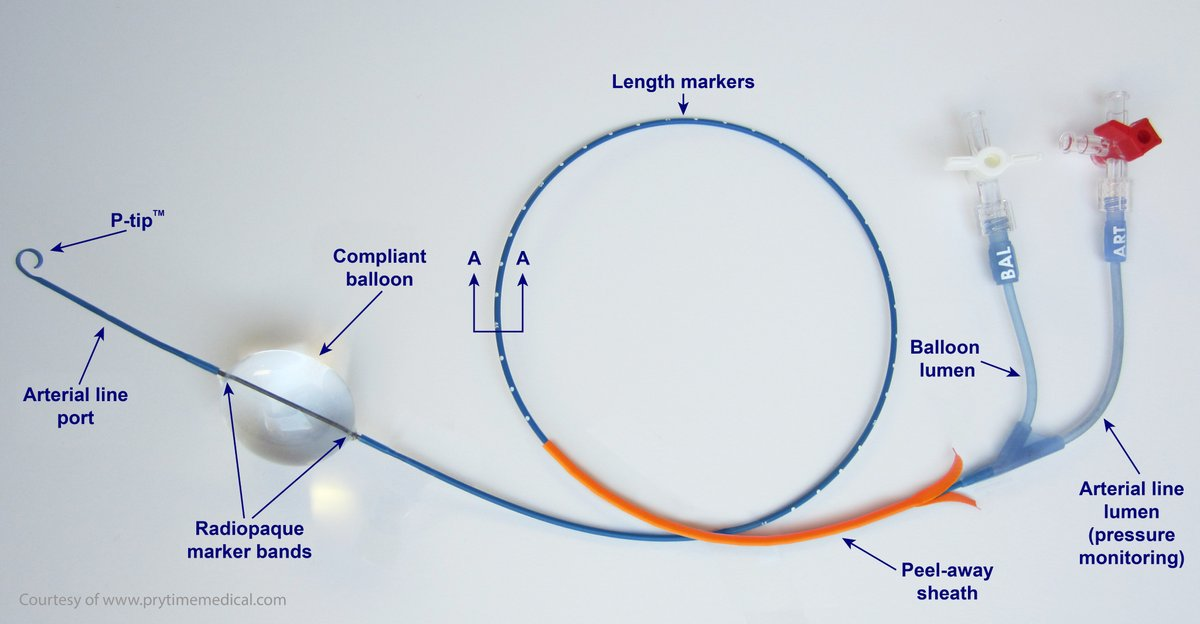 Length markers
P-tip™
Compliant
balloon
A A
BAL
ART
Balloon
lumen
Arterial line
port
Radiopaque
marker bands
Arterial line
lumen
(pressure
monitoring)
Peel-away
sheath
Courtesy of www.prytimemedical.com